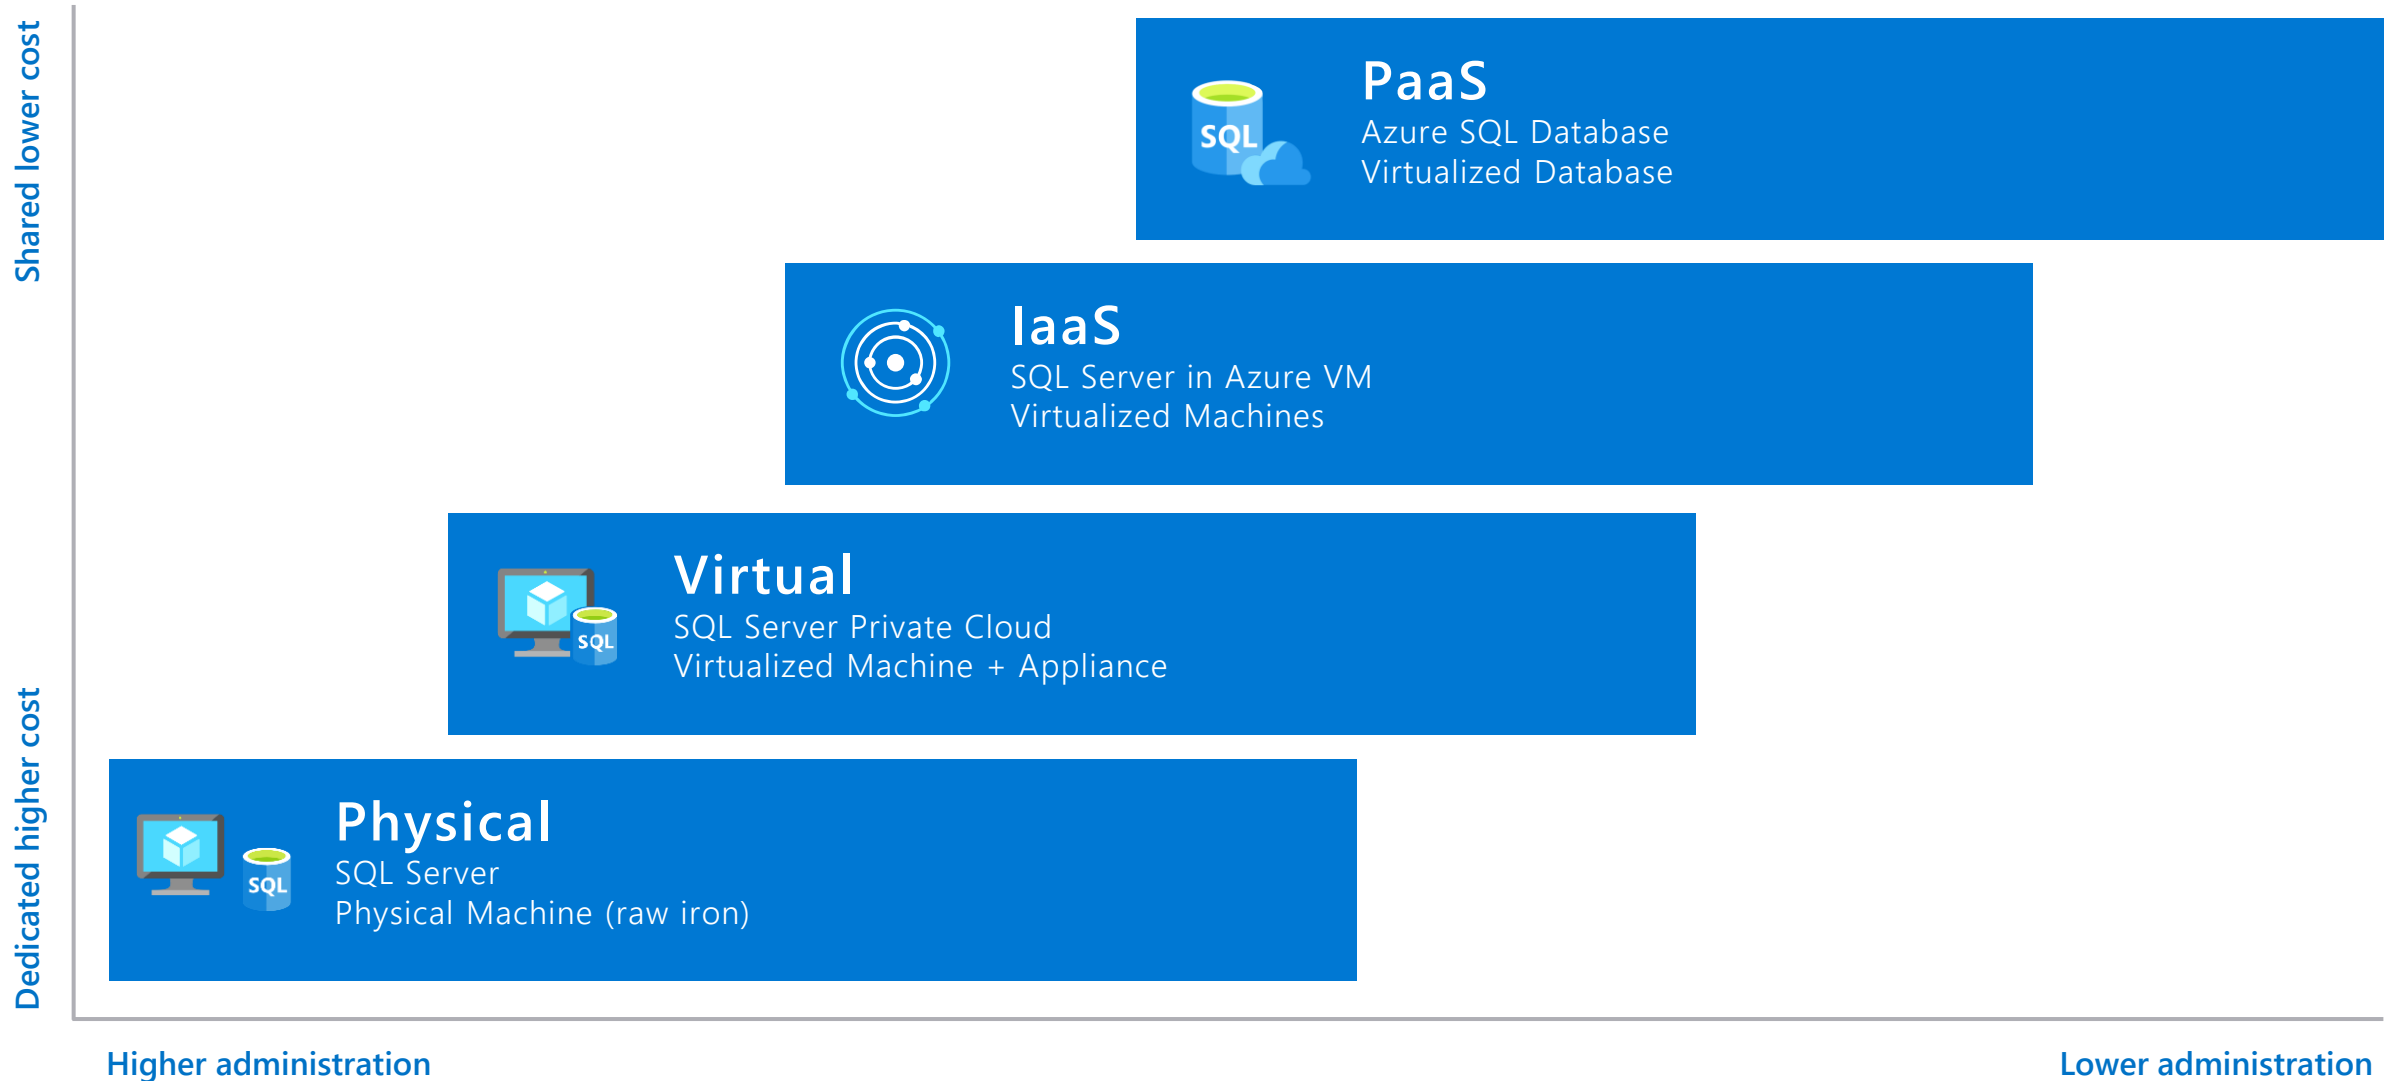 Shared lower cost
PaaS
SQL
Azure SQL Database
Virtualized Database
IaaS
SQL Server in Azure VM
Virtualized Machines
Virtual
SQL
SQL Server Private Cloud
Virtualized Machine + Appliance
Dedicated higher cost
Physical
SQL
SQL Server
Physical Machine (raw iron)
Higher administration
Lower administration